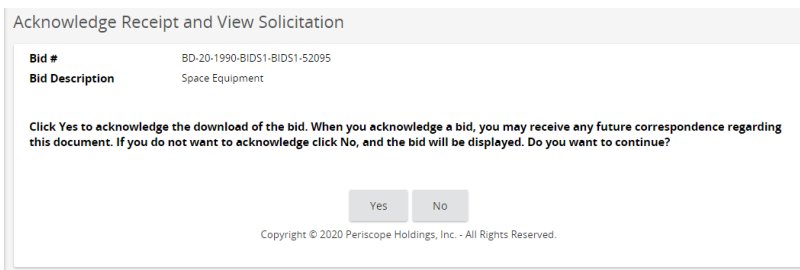 Acknowledge Receipt and View Solicitation
Bid # BD-20-1990-BIDS1-BIDS1-52095
Bid Description Space Equipment
Click Yes to acknowledge the download of the bid. When you acknowledge a bid, you may receive any future correspondence regarding
this document. If you do not want to acknowledge click No, and the bid will be displayed. Do you want to continue?
Yes No
Copyright © 2020 Periscope Holdings, Inc. - All Rights Reserved.